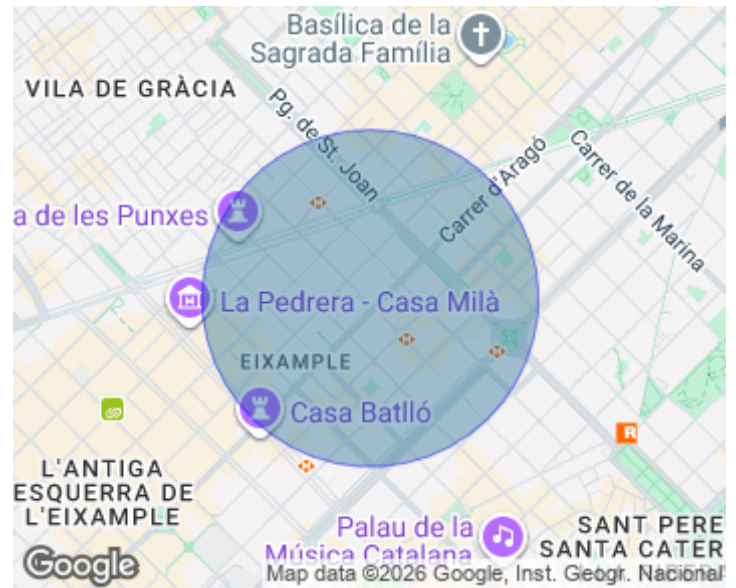 Basílica de la
Sagrada Família
VILA DE GRÀCIA
Pg. de St. Joan
Carrer d'Aragó
Carrer de la Marina
a de les Punxes
La Pedrera - Casa Milà
EIXAMPLE
Casa Batlló
R
L'ANTIGA
ESQUERRA DE
L'EIXAMPLE
Palau de la
Música Catalana
SANT PERE
SANTA CATER
Google
Map data ©2026 Google, Inst. Geogr. Nacional